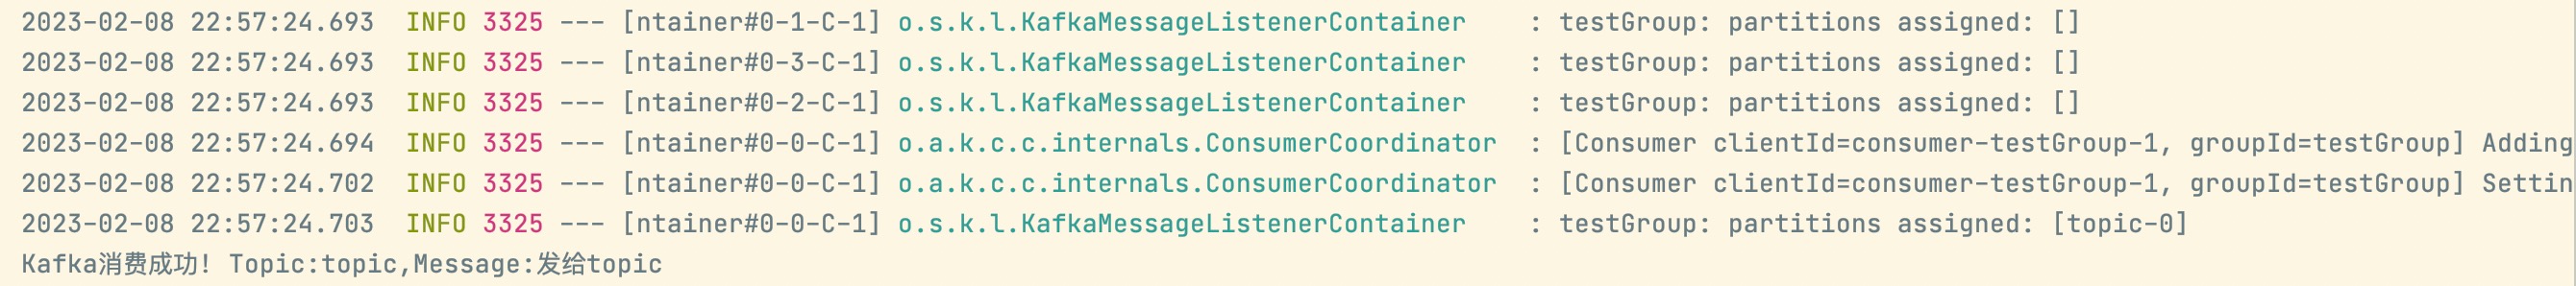 2023-02-08 22:57:24.693  INFO 3325 --- [ntainer#0-1-C-1] o.s.k.l.KafkaMessageListenerContainer    : testGroup: partitions assigned: []
2023-02-08 22:57:24.693  INFO 3325 --- [ntainer#0-3-C-1] o.s.k.l.KafkaMessageListenerContainer    : testGroup: partitions assigned: []
2023-02-08 22:57:24.693  INFO 3325 --- [ntainer#0-2-C-1] o.s.k.l.KafkaMessageListenerContainer    : testGroup: partitions assigned: []
2023-02-08 22:57:24.694  INFO 3325 --- [ntainer#0-0-C-1] o.a.k.c.c.internals.ConsumerCoordinator  : [Consumer clientId=consumer-testGroup-1, groupId=testGroup] Adding
2023-02-08 22:57:24.702  INFO 3325 --- [ntainer#0-0-C-1] o.a.k.c.c.internals.ConsumerCoordinator  : [Consumer clientId=consumer-testGroup-1, groupId=testGroup] Settin
2023-02-08 22:57:24.703  INFO 3325 --- [ntainer#0-0-C-1] o.s.k.l.KafkaMessageListenerContainer    : testGroup: partitions assigned: [topic-0]
Kafka消费成功! Topic:topic,Message:发给topic